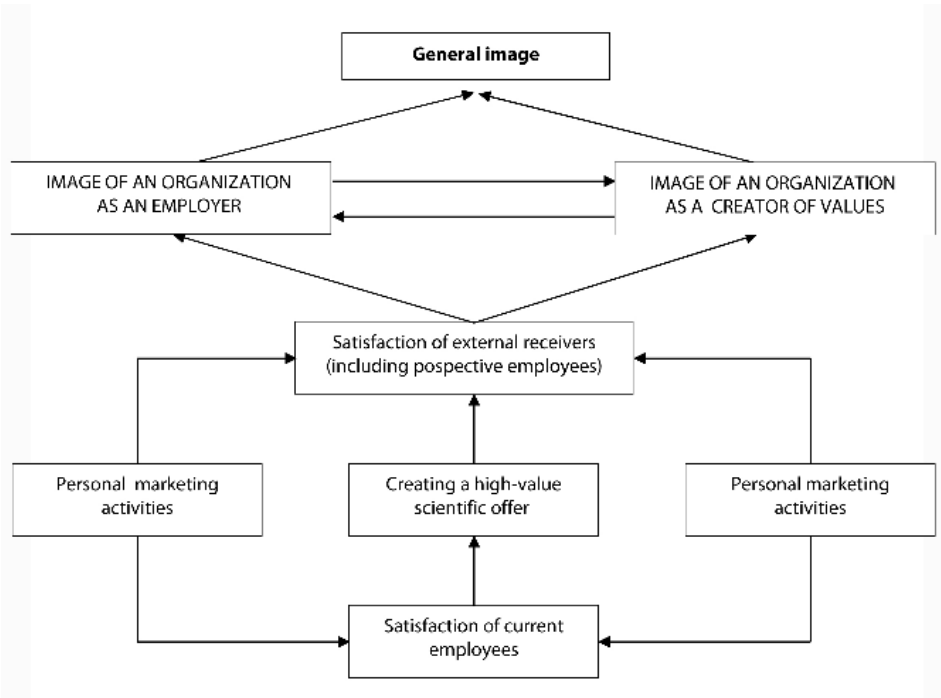 General image
IMAGE OF AN ORGANIZATION
AS AN EMPLOYER
IMAGE OF AN ORGANIZATION
AS A CREATOR OF VALUES
Satisfaction of external receivers
(including pospective employees)
Personal marketing
activities
Creating a high-value
scientific offer
Personal marketing
activities
Satisfaction of current
employees